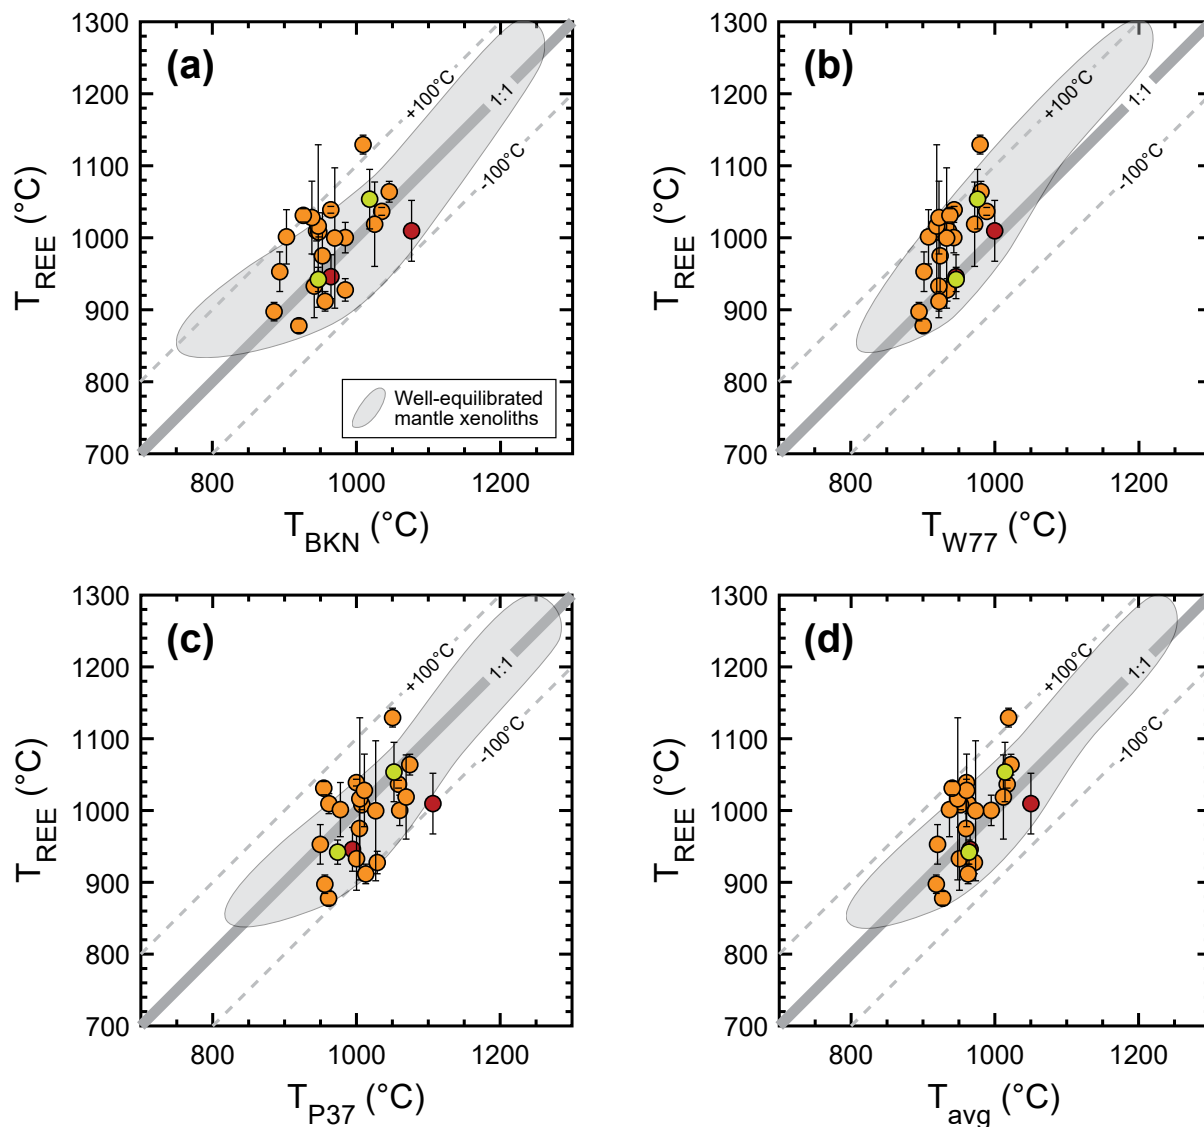 (a)
1300
1200
1100
1000
900
800
700
T_REE (°C)
+100°C
1:1
-100°C
Well-equilibrated
mantle xenoliths
800 1000 1200
T_BKN (°C)
(b)
1300
1200
1100
1000
900
800
700
T_REE (°C)
+100°C
1:1
-100°C
800 1000 1200
T_W77 (°C)
(c)
1300
1200
1100
1000
900
800
700
T_REE (°C)
+100°C
1:1
-100°C
800 1000 1200
T_P37 (°C)
(d)
1300
1200
1100
1000
900
800
700
T_REE (°C)
+100°C
1:1
-100°C
800 1000 1200
T_avg (°C)